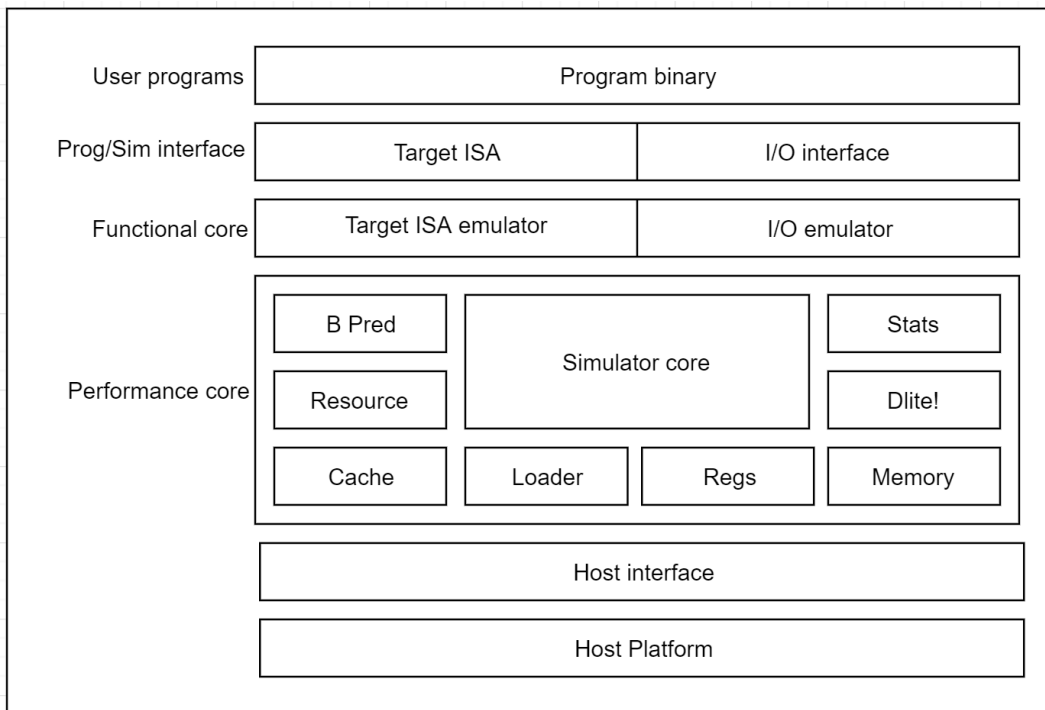 User programs
Program binary
Prog/Sim interface
Target ISA
I/O interface
Functional core
Target ISA emulator
I/O emulator
Performance core
B Pred
Simulator core
Stats
Resource
Dlite!
Cache
Loader
Regs
Memory
Host interface
Host Platform